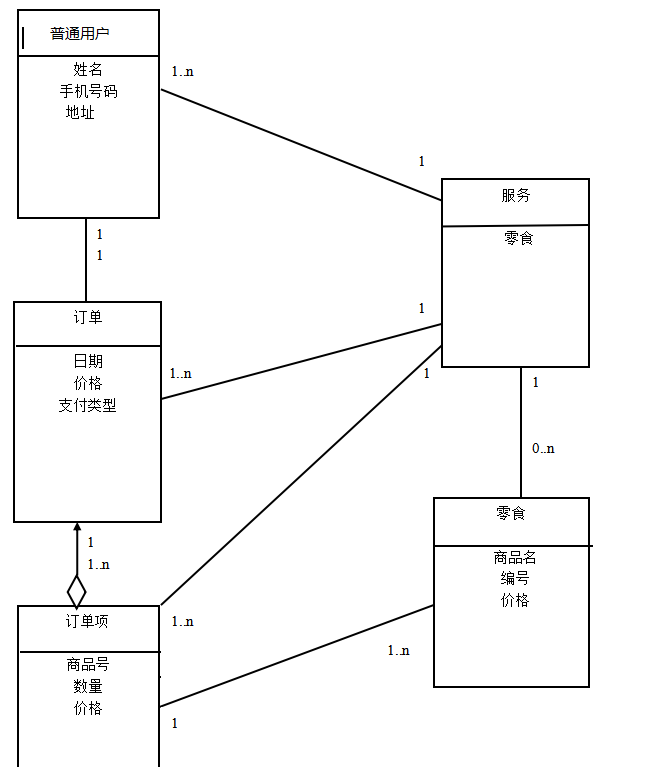 普通用户
姓名
手机号码
地址
1..n
1
服务
零食
1
1
订单
日期
价格
支付类型
1..n
1
1
1
0..n
零食
商品名
编号
价格
1
1..n
订单项
商品号
数量
价格
1..n
1..n
1